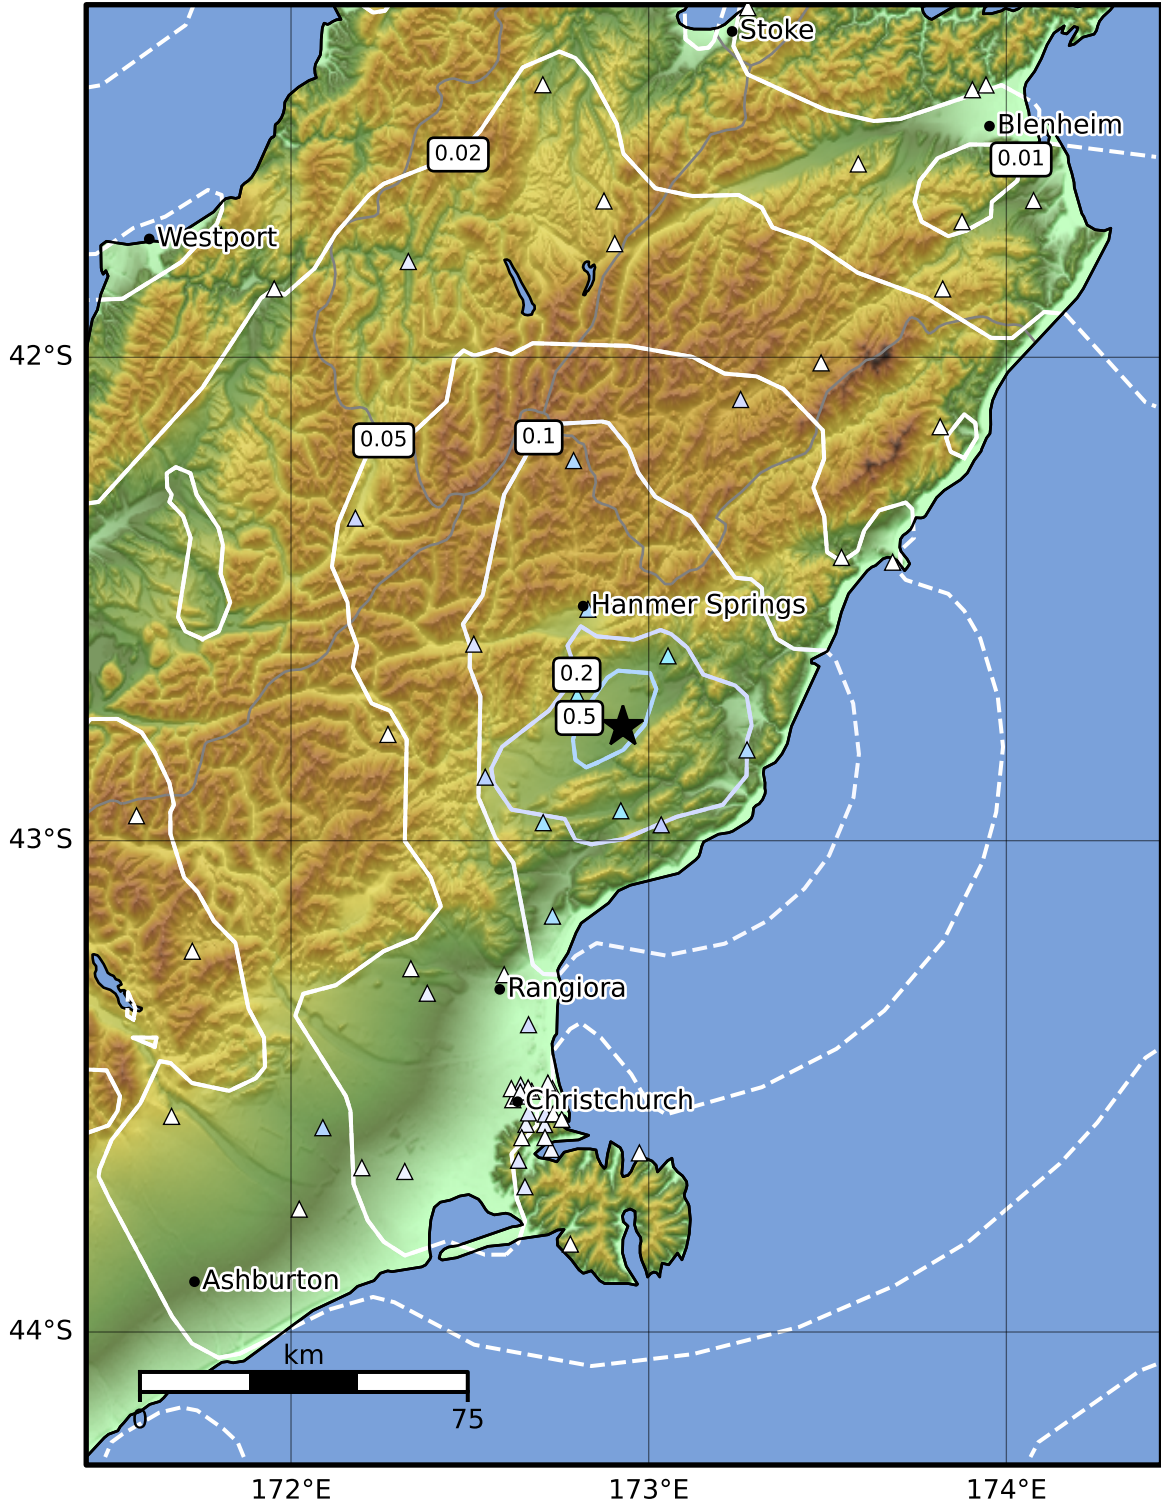 Stoke
Blenheim
0.02
0.01
Westport
42°S
0.05
0.1
Hanmer Springs
0.2
0.5
43°S
Rangiora
Christchurch
Ashburton
44°S
km
0
75
172°E
173°E
174°E